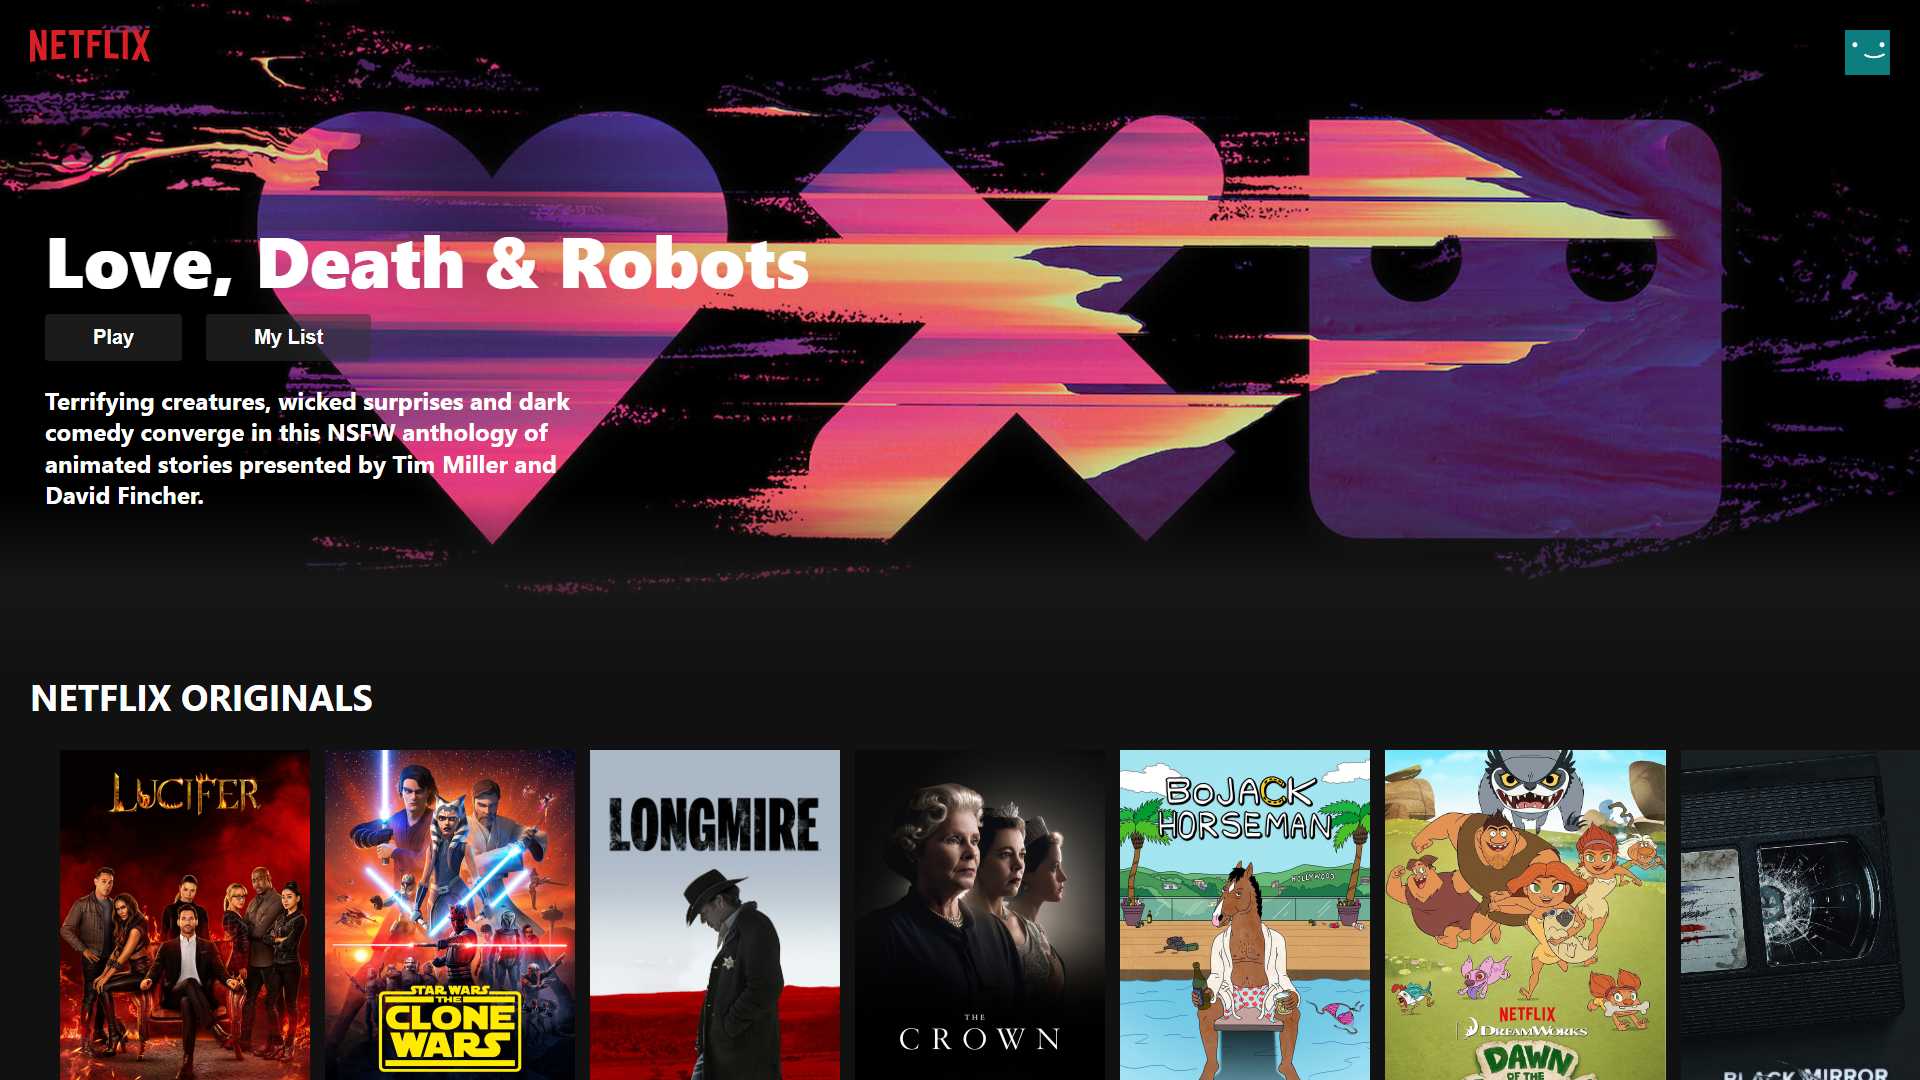 NETFLIX
Love, Death & Robots
Play
My List
Terrifying creatures, wicked surprises and dark
comedy converge in this NSFW anthology of
animated stories presented by Tim Miller and
David Fincher.
NETFLIX ORIGINALS
LUCIFER
STAR WARS
THE
CLONE
WARS
LONGMIRE
THE
CROWN
BOJACK
HORSEMAN
HOLLYWOOD
NETFLIX
DREAMWORKS
DAWN
OF THE
BLACK MIRROR